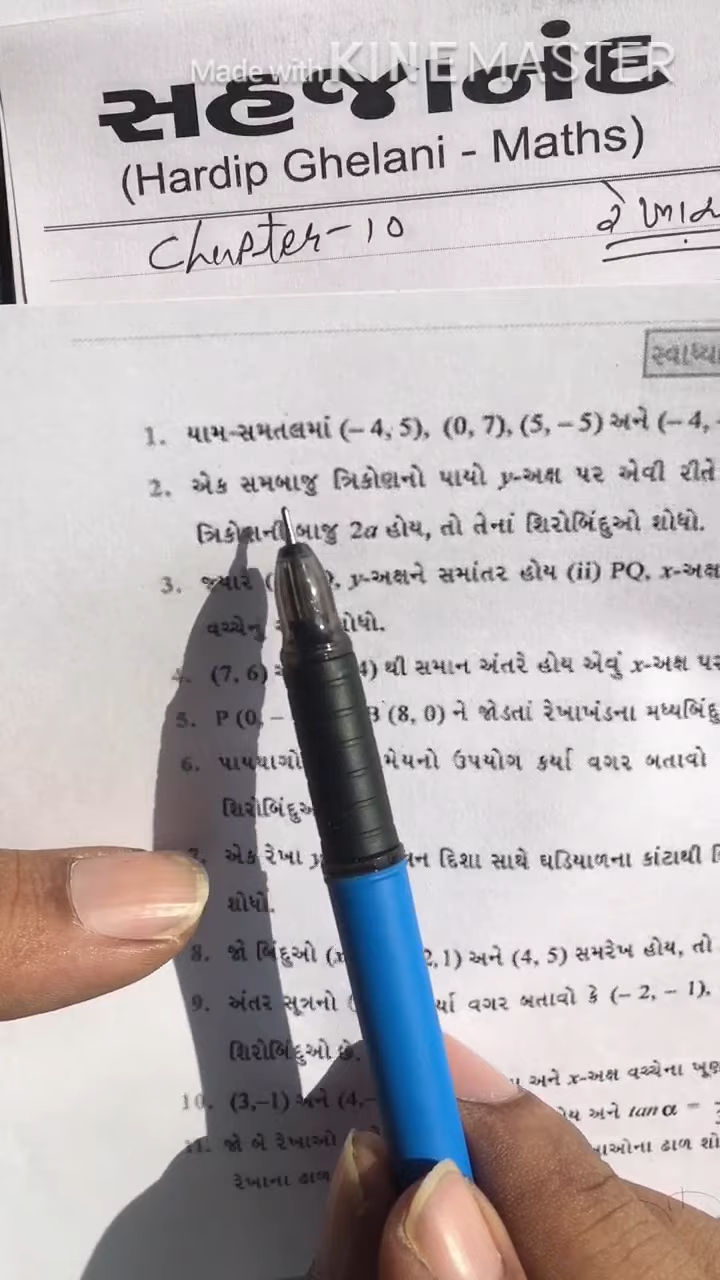 Made with KINEMASTER
સહજાનંદ
(Hardip Ghelani - Maths)
Chapter-10
સ્વાધ્યા
1. યામ-સમતલમાં (– 4, 5), (0, 7), (5, – 5) અને (– 4,
2. એક સમબાજુ ત્રિકોણનો પાયો y-અક્ષ પર એવી રીતે
ત્રિકોણની બાજુ 2a હોય, તો તેનાં શિરોબિંદુઓ શોધો.
3. જ્યારે ( y-અક્ષને સમાંતર હોય (ii) PQ, x-અક્ષ
વચ્ચેનુ શોધો.
4. (7, 6) 4) થી સમાન અંતરે હોય એવું x-અક્ષ પર
5. P (0, – B (8, 0) ને જોડતાં રેખાખંડના મધ્યબિંદુ
6. પાયથાગો મેયનો ઉપયોગ કર્યા વગર બતાવો
શિરોબિંદુઓ
7. એક રેખા y દિશા સાથે ઘડિયાળના કાંટાથી
શોધો.
8. જો બિંદુઓ (x 2, 1) અને (4, 5) સમરેખ હોય, તો
9. અંતર સૂત્રનો ર્યા વગર બતાવો કે (– 2, – 1),
શિરોબિંદુઓ છે.
10. (3,–1) અને (4,– અને x-અક્ષ વચ્ચેના
11. જો બે રેખાઓ હોય અને tan α =
રેખાના ઢાળ ાઓના ઢાળ શો